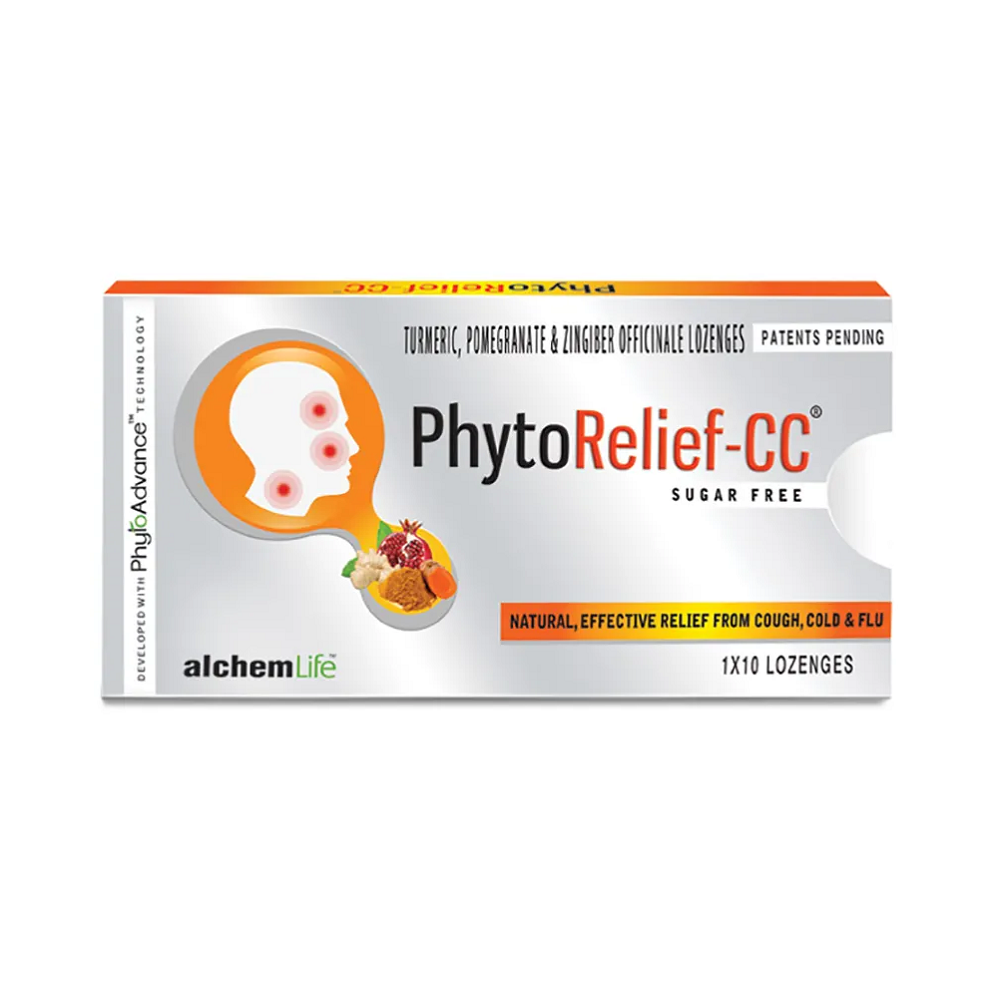 PhytoRelief-CC®
TURMERIC, POMEGRANATE & ZINGIBER OFFICINALE LOZENGES
PATENTS PENDING
PhytoRelief-CC®
SUGAR FREE
DEVELOPED WITH PhytoAdvance™ TECHNOLOGY
NATURAL, EFFECTIVE RELIEF FROM COUGH, COLD & FLU
alchemLife™
1X10 LOZENGES